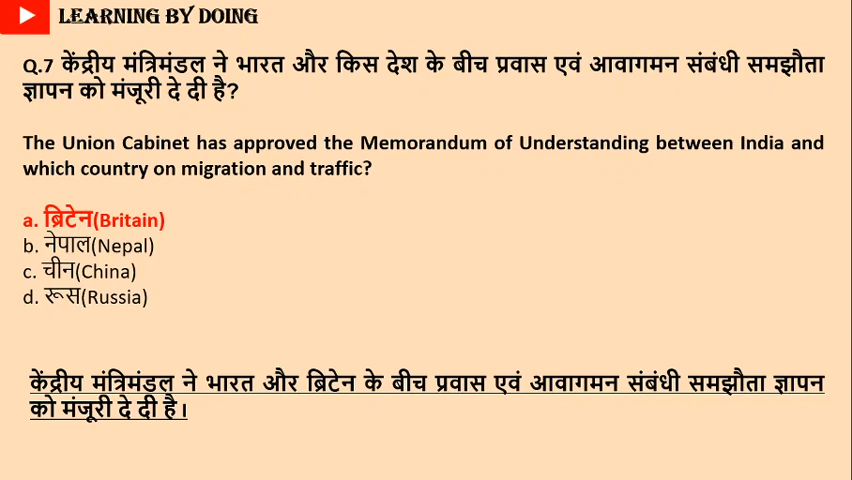 LEARNING BY DOING
Q.7 केंद्रीय मंत्रिमंडल ने भारत और किस देश के बीच प्रवास एवं आवागमन संबंधी समझौता
ज्ञापन को मंजूरी दे दी है?
The Union Cabinet has approved the Memorandum of Understanding between India and
which country on migration and traffic?
a. ब्रिटेन(Britain)
b. नेपाल(Nepal)
c. चीन(China)
d. रूस(Russia)
केंद्रीय मंत्रिमंडल ने भारत और ब्रिटेन के बीच प्रवास एवं आवागमन संबंधी समझौता ज्ञापन
को मंजूरी दे दी है।